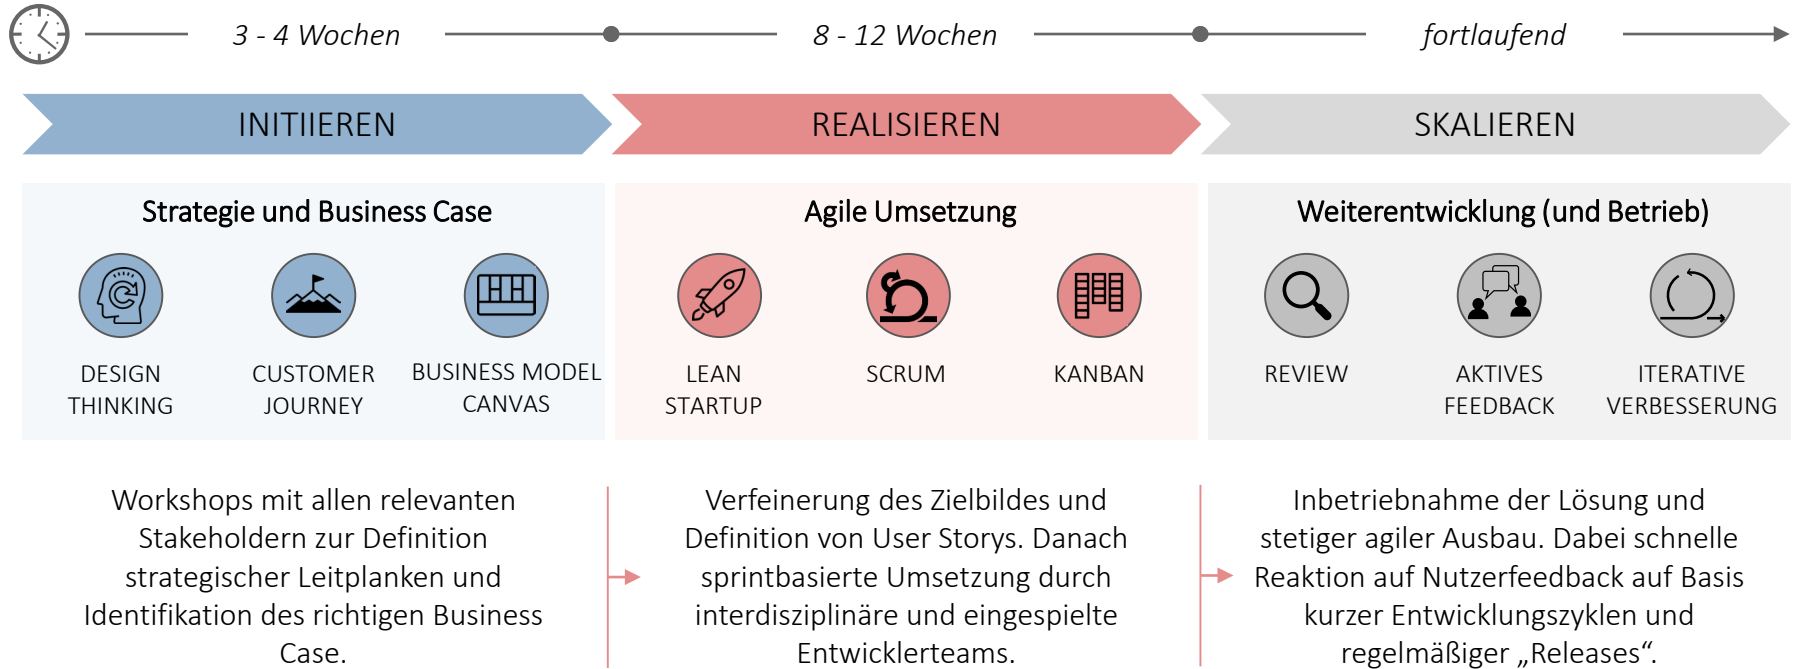 3 - 4 Wochen
8 - 12 Wochen
fortlaufend
INITIIEREN
REALISIEREN
SKALIEREN
Strategie und Business Case
DESIGN
THINKING
CUSTOMER
JOURNEY
BUSINESS MODEL
CANVAS
Agile Umsetzung
LEAN
STARTUP
SCRUM
KANBAN
Weiterentwicklung (und Betrieb)
REVIEW
AKTIVES
FEEDBACK
ITERATIVE
VERBESSERUNG
Workshops mit allen relevanten
Stakeholdern zur Definition
strategischer Leitplanken und
Identifikation des richtigen Business
Case.
Verfeinerung des Zielbildes und
Definition von User Storys. Danach
sprintbasierte Umsetzung durch
interdisziplinäre und eingespielte
Entwicklerteams.
Inbetriebnahme der Lösung und
stetiger agiler Ausbau. Dabei schnelle
Reaktion auf Nutzerfeedback auf Basis
kurzer Entwicklungszyklen und
regelmäßiger „Releases“.